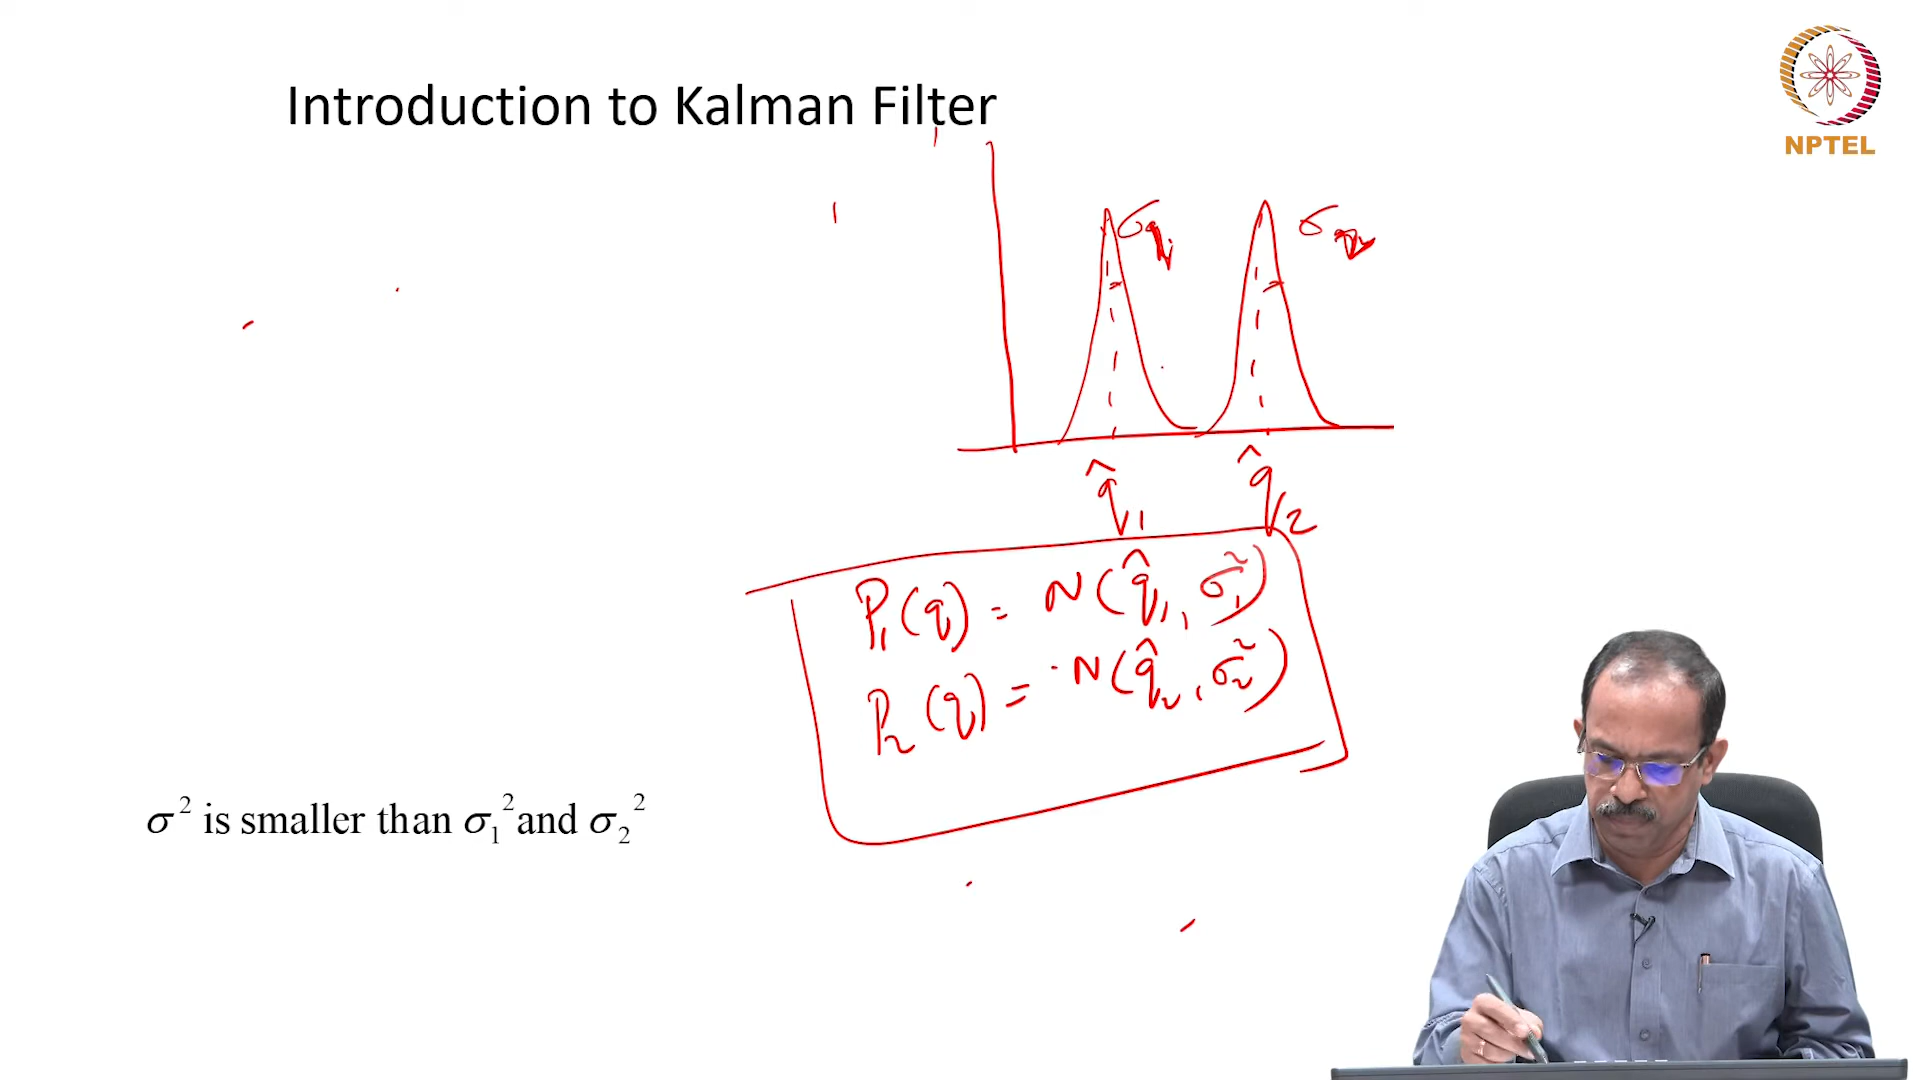 Introduction to Kalman Filter
NPTEL
σq₁ σq₂
q̂₁ q̂₂
P₁(q) = N(q̂₁, σ₁²)
P₂(q) = N(q̂₂, σ₂²)
σ² is smaller than σ₁² and σ₂²